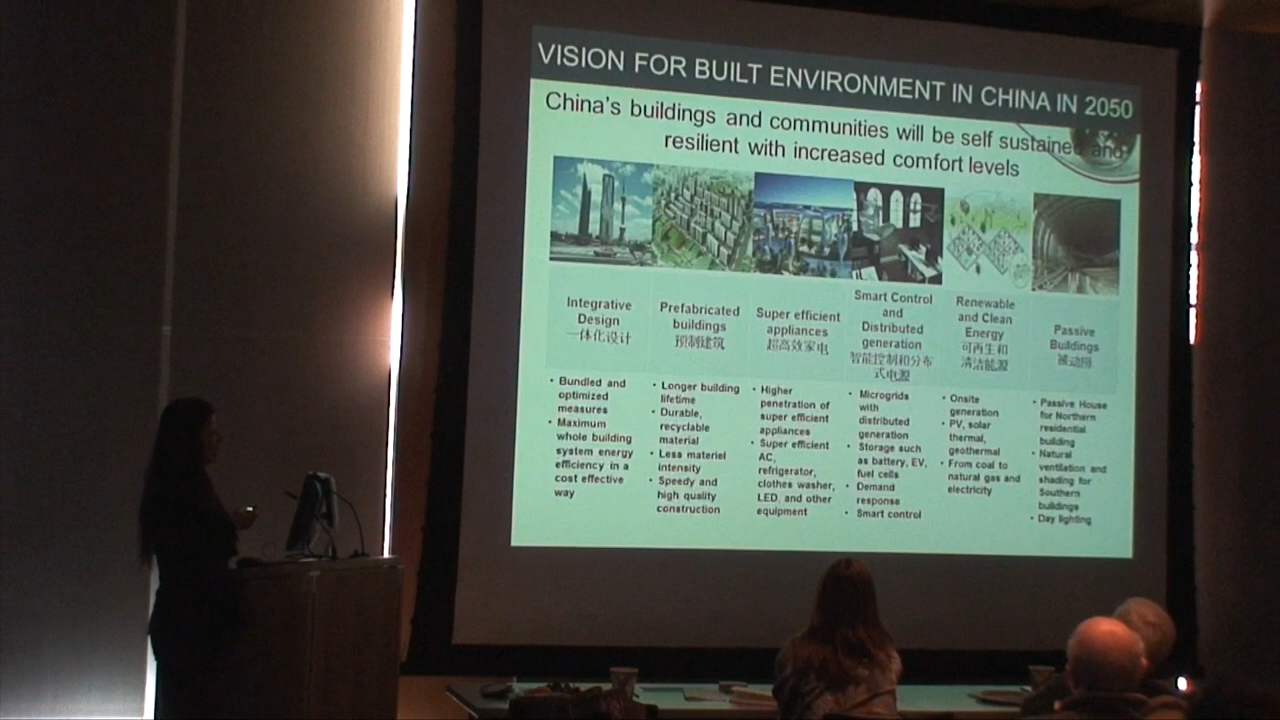 VISION FOR BUILT ENVIRONMENT IN CHINA IN 2050
China's buildings and communities will be self sustained and
resilient with increased comfort levels
Integrative
Design
一体化设计
Prefabricated
buildings
预制建筑
Super efficient
appliances
超高效家电
Smart Control
and
Distributed
generation
智能控制和分布
式电源
Renewable
and Clean
Energy
可再生和
清洁能源
Passive
Buildings
被动房
• Bundled and
optimized
measures
• Maximum
whole building
system energy
efficiency in a
cost effective
way
• Longer building
lifetime
• Durable,
recyclable
material
• Less materiel
intensity
• Speedy and
high quality
construction
• Higher
penetration of
super efficient
appliances
• Super efficient
AC,
refrigerator,
clothes washer,
LED, and other
equipment
• Microgrids
with
distributed
generation
• Storage such
as battery, EV,
fuel cells
• Demand
response
• Smart control
• Onsite
generation
• PV, solar
thermal,
geothermal
• From coal to
natural gas and
electricity
• Passive House
for Northern
residential
building
• Natural
ventilation and
shading for
Southern
buildings
• Day lighting